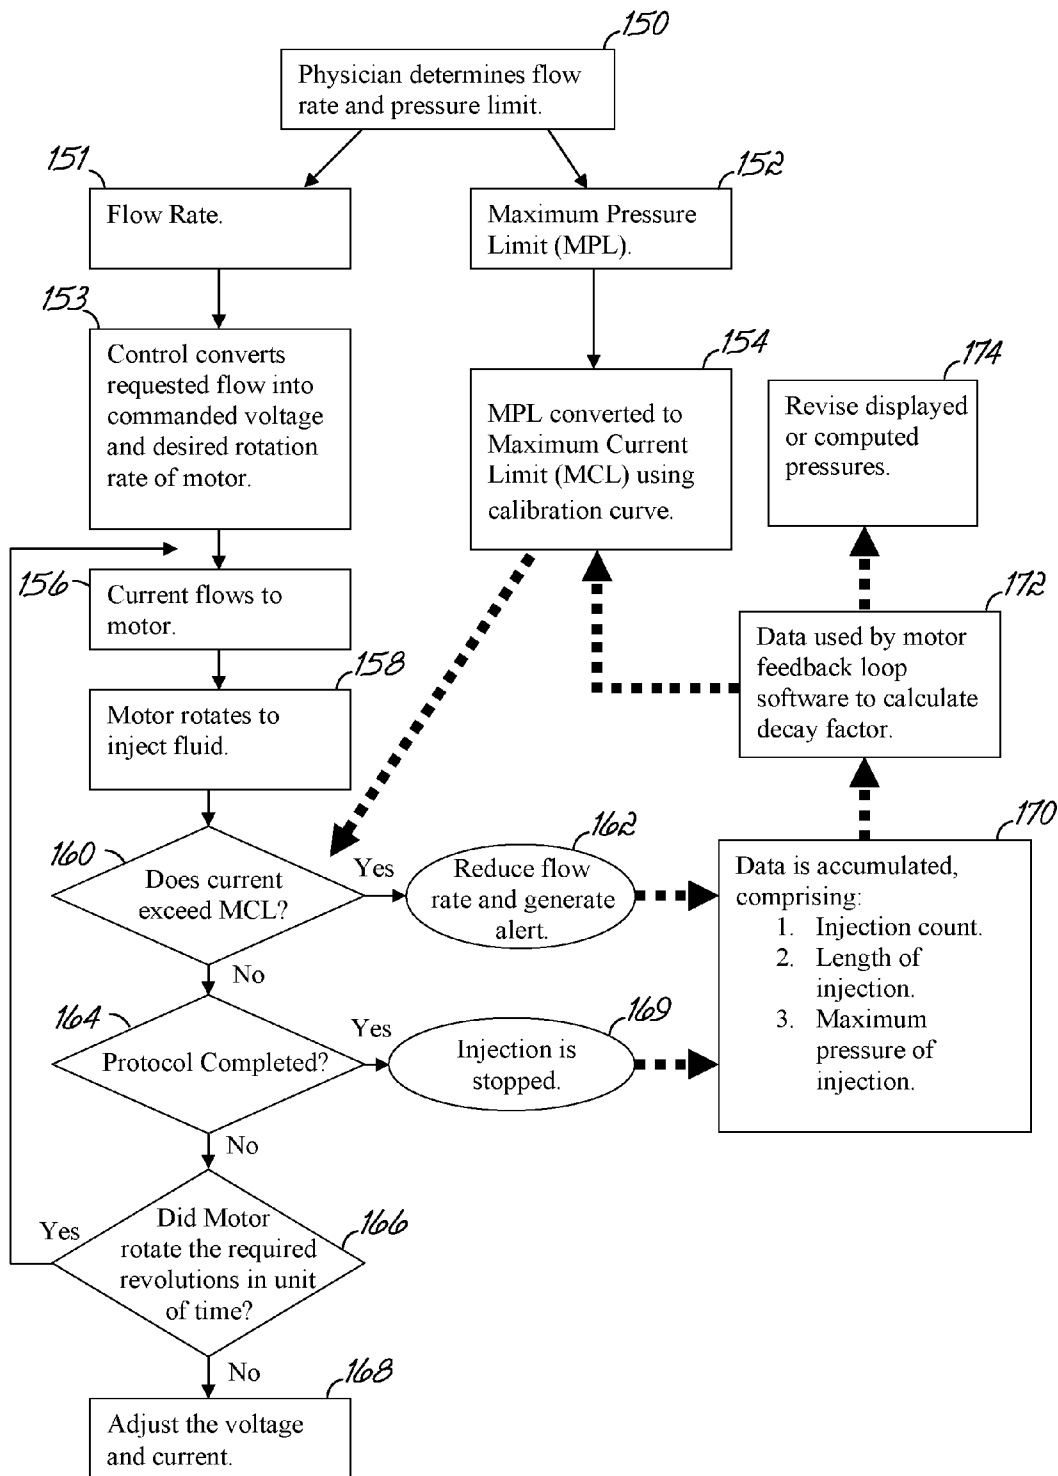 150
Physician determines flow
rate and pressure limit.
151
Flow Rate.
152
Maximum Pressure
Limit (MPL).
153
Control converts
requested flow into
commanded voltage
and desired rotation
rate of motor.
154
MPL converted to
Maximum Current
Limit (MCL) using
calibration curve.
174
Revise displayed
or computed
pressures.
156
Current flows to
motor.
172
Data used by motor
feedback loop
software to calculate
decay factor.
158
Motor rotates to
inject fluid.
160
Does current
exceed MCL?
Yes
No
162
Reduce flow
rate and generate
alert.
170
Data is accumulated,
comprising:
1. Injection count.
2. Length of
injection.
3. Maximum
pressure of
injection.
164
Protocol Completed?
Yes
No
169
Injection is
stopped.
Yes
166
Did Motor
rotate the required
revolutions in unit
of time?
No
168
Adjust the voltage
and current.